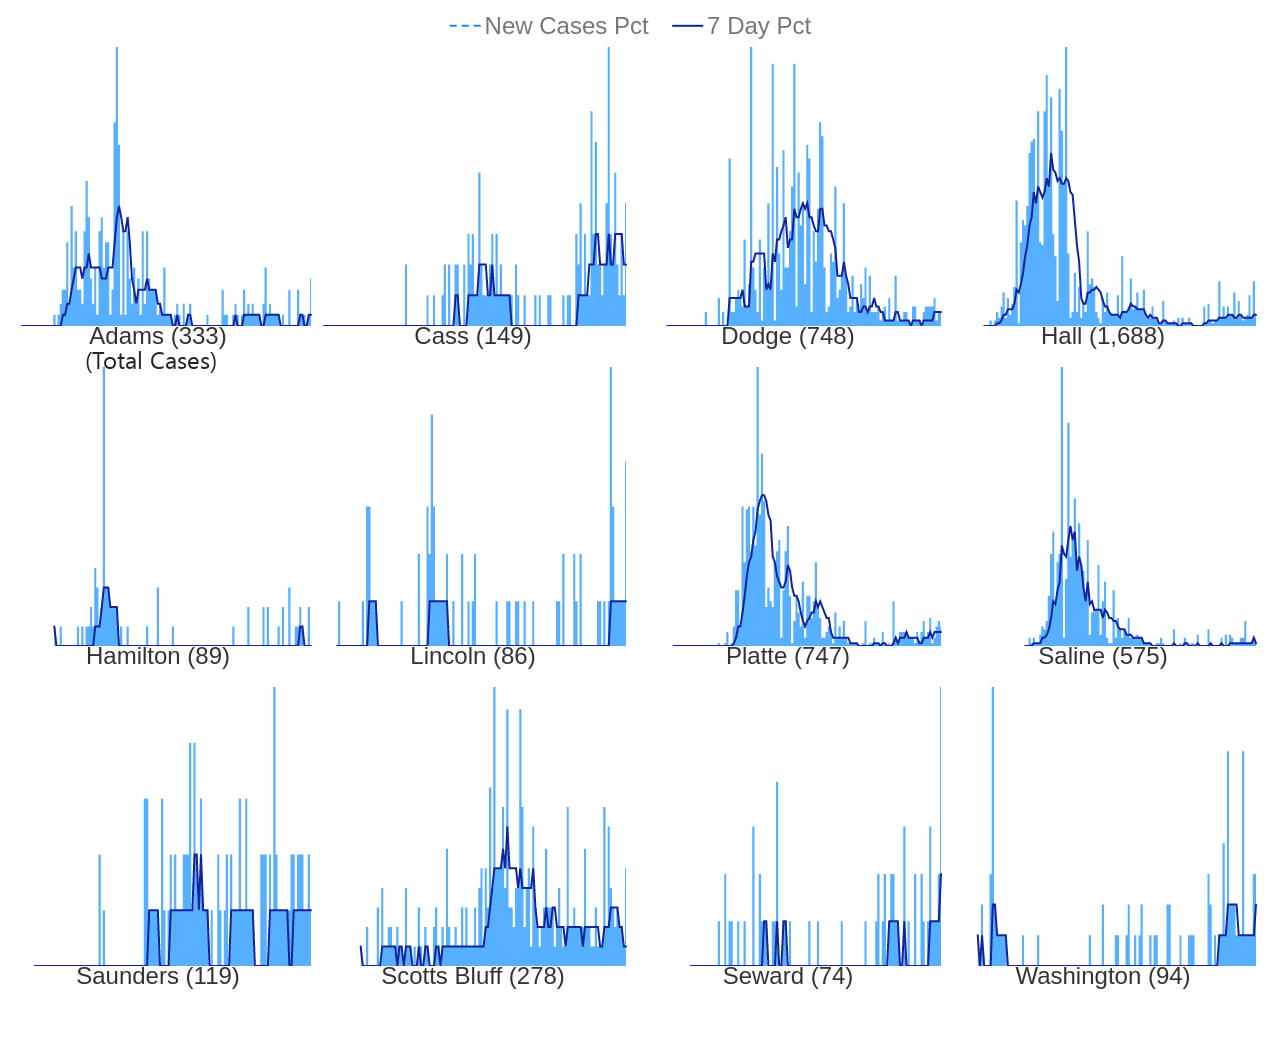 New Cases Pct 7 Day Pct
Adams (333) Cass (149) Dodge (748) Hall (1,688)
(Total Cases)
Hamilton (89) Lincoln (86) Platte (747) Saline (575)
Saunders (119) Scotts Bluff (278) Seward (74) Washington (94)